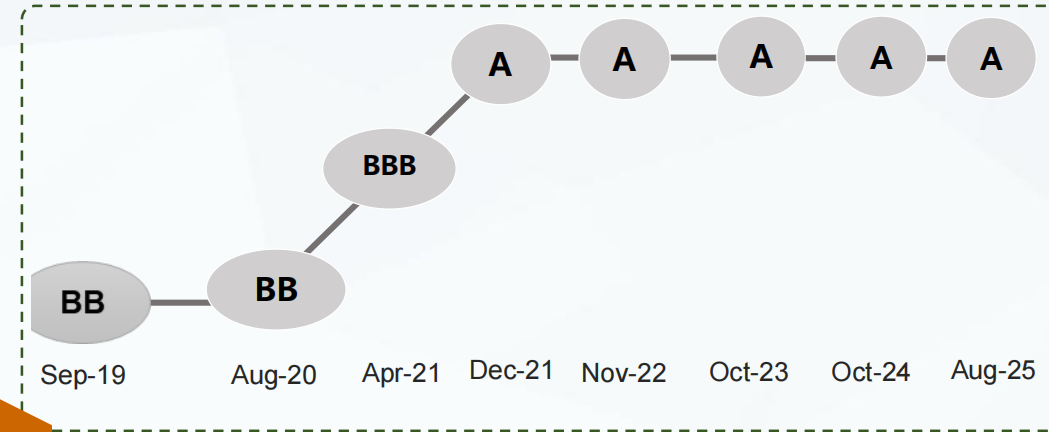 A A A A A
BBB
BB BB
Sep-19 Aug-20 Apr-21 Dec-21 Nov-22 Oct-23 Oct-24 Aug-25